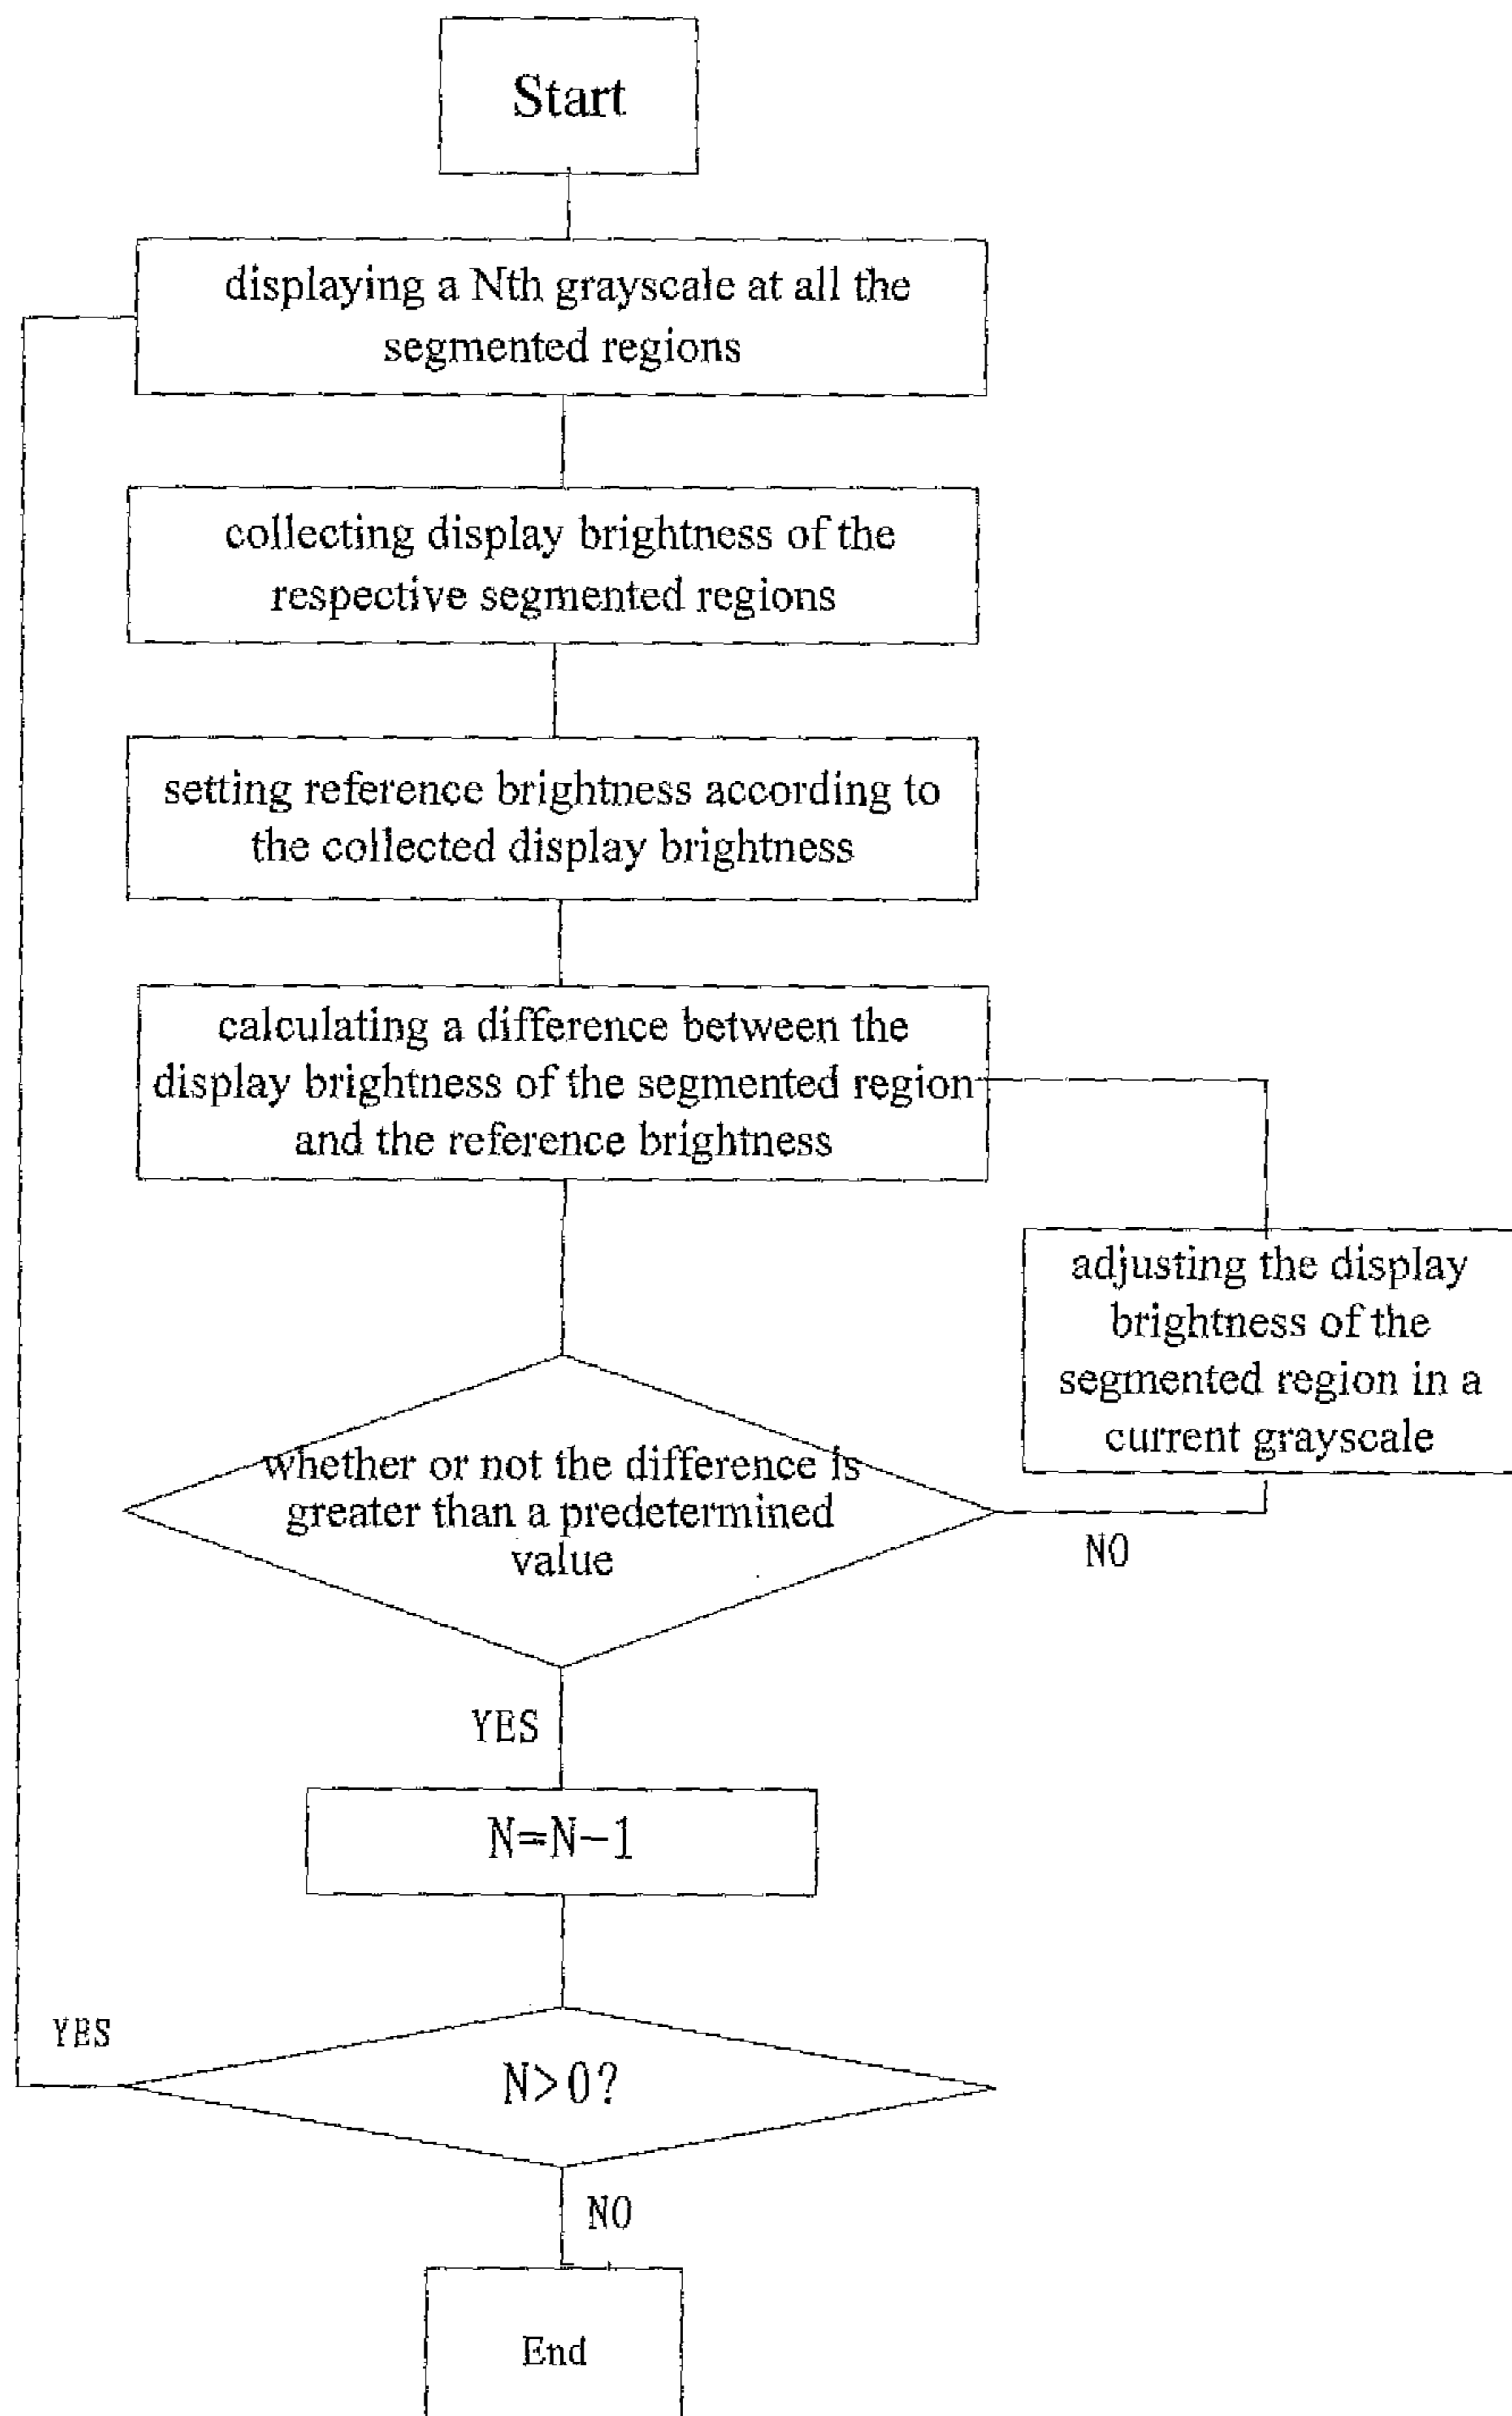 Start
displaying a Nth grayscale at all the
segmented regions
collecting display brightness of the
respective segmented regions
setting reference brightness according to
the collected display brightness
calculating a difference between the
display brightness of the segmented region
and the reference brightness
adjusting the display
brightness of the
segmented region in a
current grayscale
whether or not the difference is
greater than a predetermined
value
NO
YES
N=N-1
YES
N>0?
NO
End